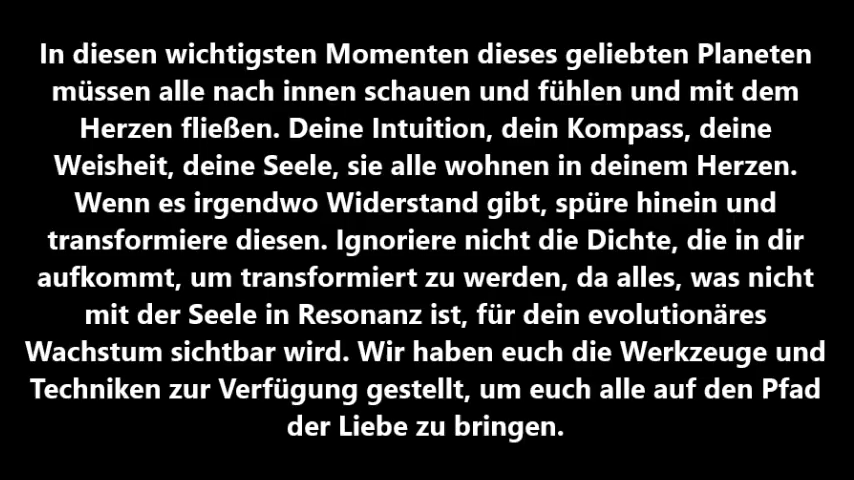 In diesen wichtigsten Momenten dieses geliebten Planeten
müssen alle nach innen schauen und fühlen und mit dem
Herzen fließen. Deine Intuition, dein Kompass, deine
Weisheit, deine Seele, sie alle wohnen in deinem Herzen.
Wenn es irgendwo Widerstand gibt, spüre hinein und
transformiere diesen. Ignoriere nicht die Dichte, die in dir
aufkommt, um transformiert zu werden, da alles, was nicht
mit der Seele in Resonanz ist, für dein evolutionäres
Wachstum sichtbar wird. Wir haben euch die Werkzeuge und
Techniken zur Verfügung gestellt, um euch alle auf den Pfad
der Liebe zu bringen.